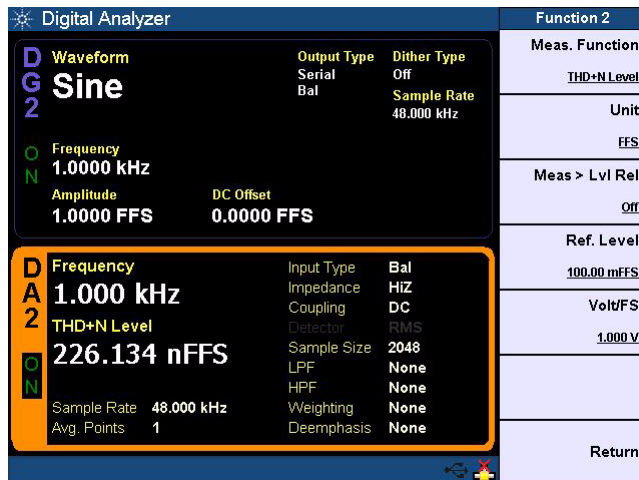 Digital Analyzer
Function 2
DG2
ON
Waveform
Sine
Output Type
Serial
Bal
Dither Type
Off
Sample Rate
48.000 kHz
Frequency
1.0000 kHz
Amplitude
1.0000 FFS
DC Offset
0.0000 FFS
DA2
ON
Frequency
1.000 kHz
THD+N Level
226.134 nFFS
Sample Rate 48.000 kHz
Avg. Points 1
Input Type Bal
Impedance HiZ
Coupling DC
Detector RMS
Sample Size 2048
LPF None
HPF None
Weighting None
Deemphasis None
Meas. Function
THD+N Level
Unit
FFS
Meas > Lvl Rel
Off
Ref. Level
100.00 mFFS
Volt/FS
1.000 V
Return